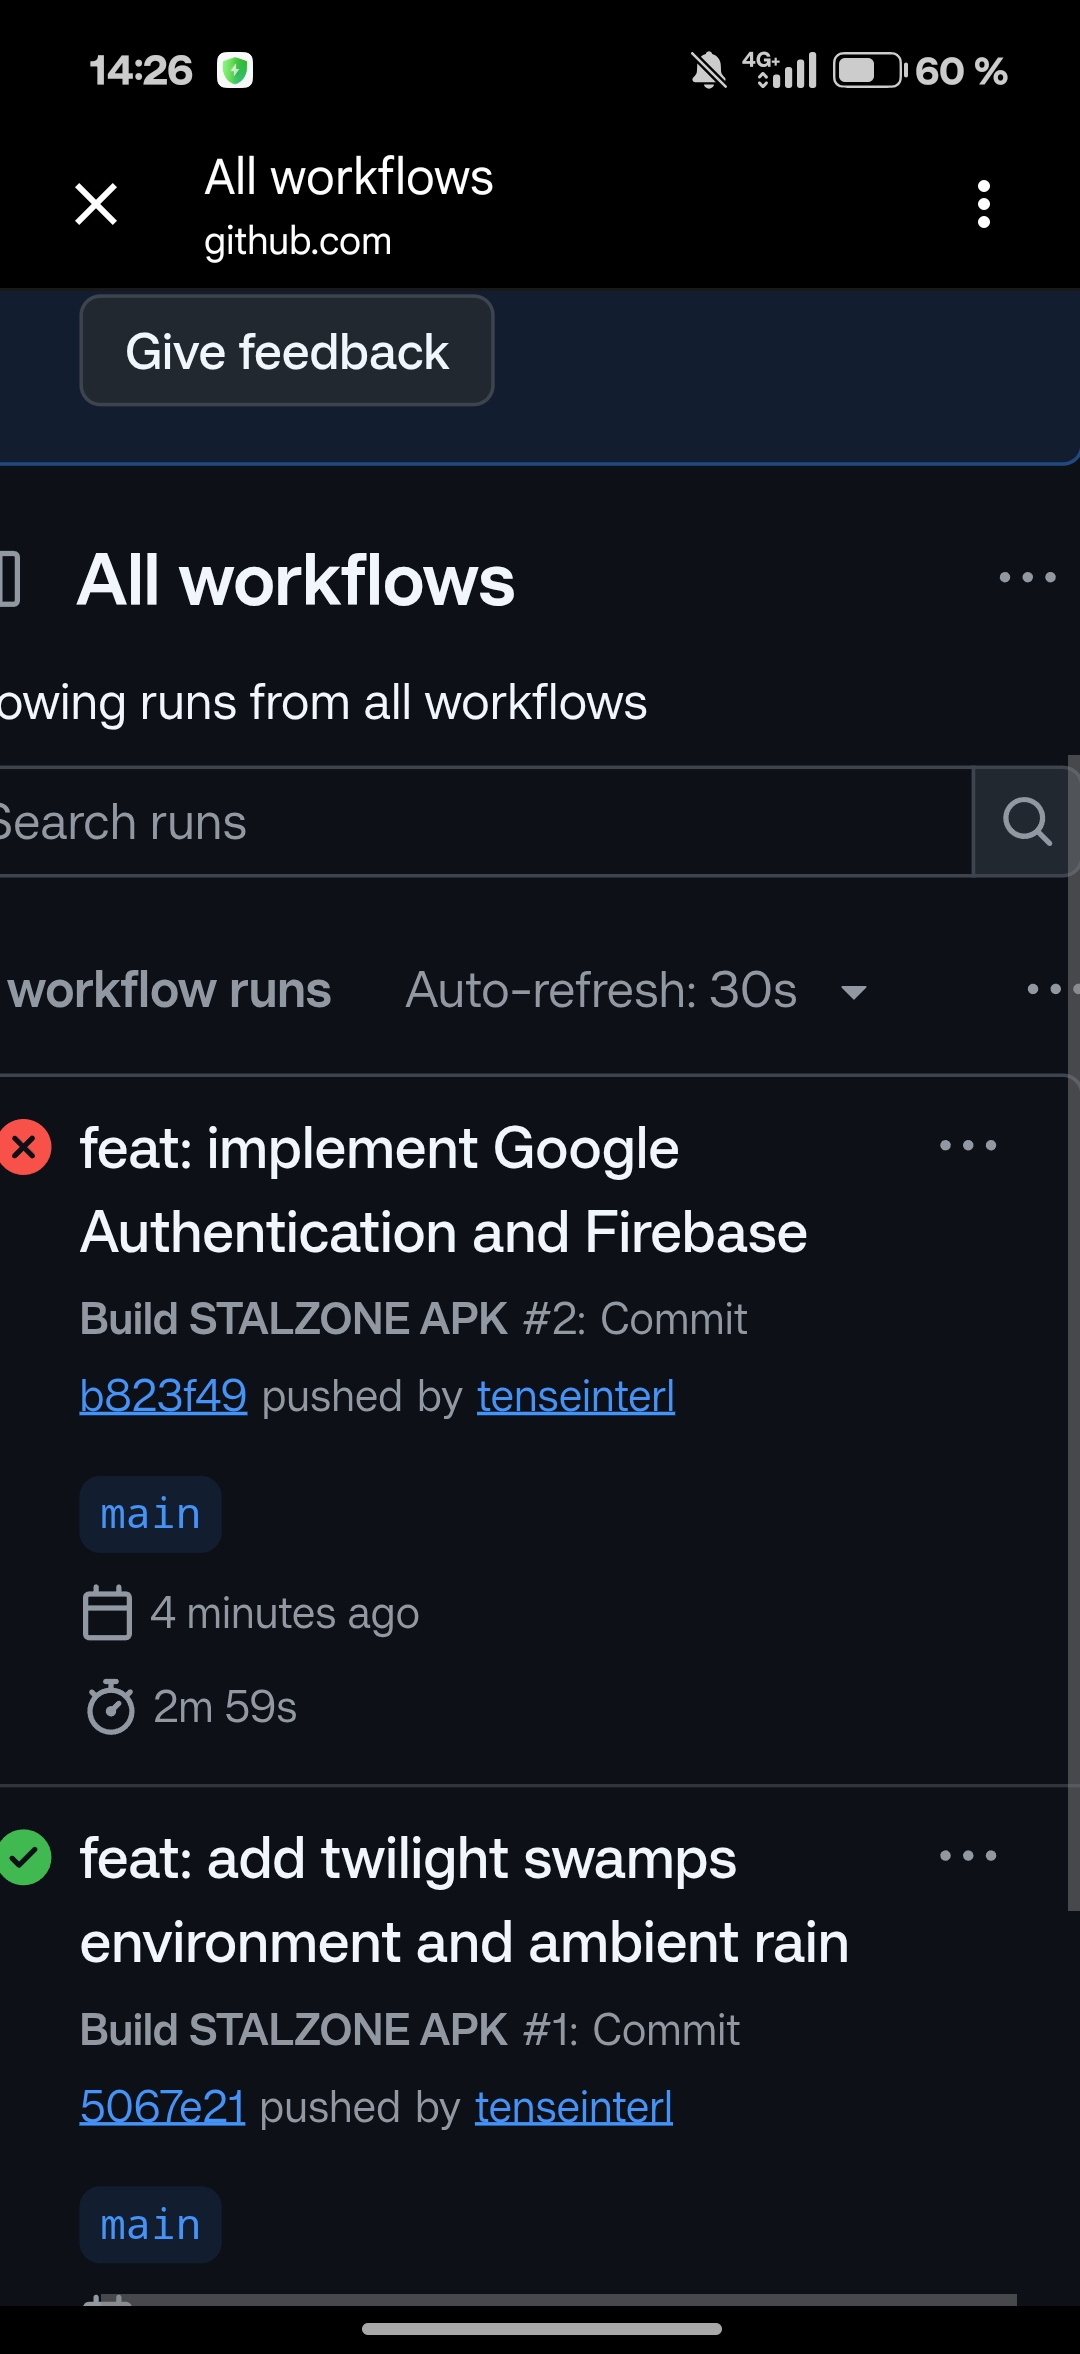 14:26
4G+
60 %
All workflows
github.com
Give feedback
All workflows
owing runs from all workflows
Search runs
workflow runs
Auto-refresh: 30s
feat: implement Google
Authentication and Firebase
Build STALZONE APK #2: Commit
b823f49 pushed by tenseinterl
main
4 minutes ago
2m 59s
feat: add twilight swamps
environment and ambient rain
Build STALZONE APK #1: Commit
5067e21 pushed by tenseinterl
main